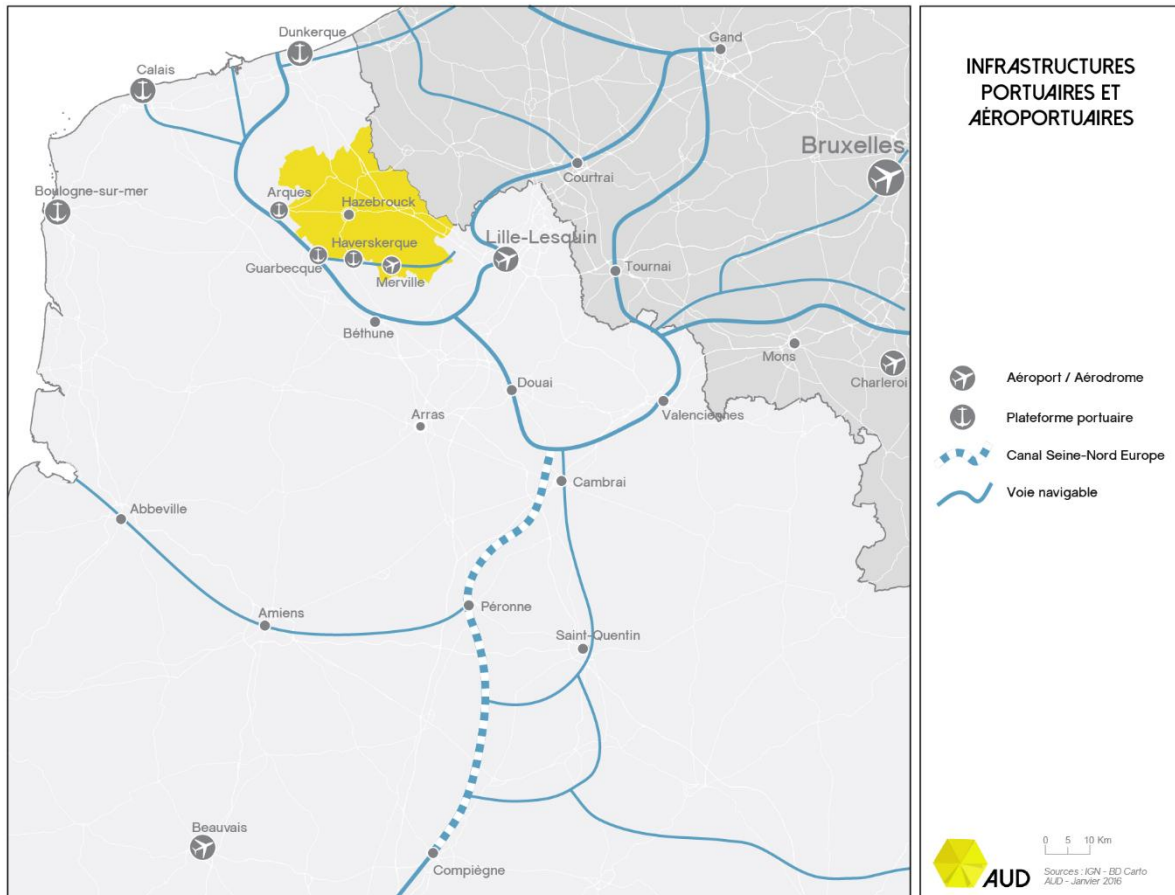 Dunkerque
Gand
Calais
Bruxelles
Courtrai
Boulogne-sur-mer
Arques
Hazebrouck
Haverskerque
Lille-Lesquin
Guarbecque
Merville
Tournai
Béthune
Mons
Charleroi
Douai
Valenciennes
Arras
Cambrai
Abbeville
Péronne
Amiens
Saint-Quentin
Beauvais
Compiègne
INFRASTRUCTURES
PORTUAIRES ET
AÉROPORTUAIRES
Aéroport / Aérodrome
Plateforme portuaire
Canal Seine-Nord Europe
Voie navigable
0 5 10 Km
AUD
Sources : IGN - BD Carto
AUD - Janvier 2016